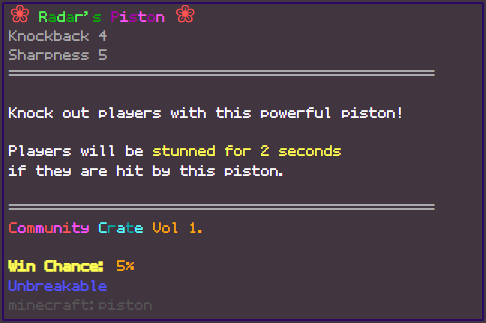 Radar's Piston
Knockback 4
Sharpness 5
Knock out players with this powerful piston!
Players will be stunned for 2 seconds
if they are hit by this piston.
Community Crate Vol 1.
Win Chance: 5%
Unbreakable
minecraft:piston